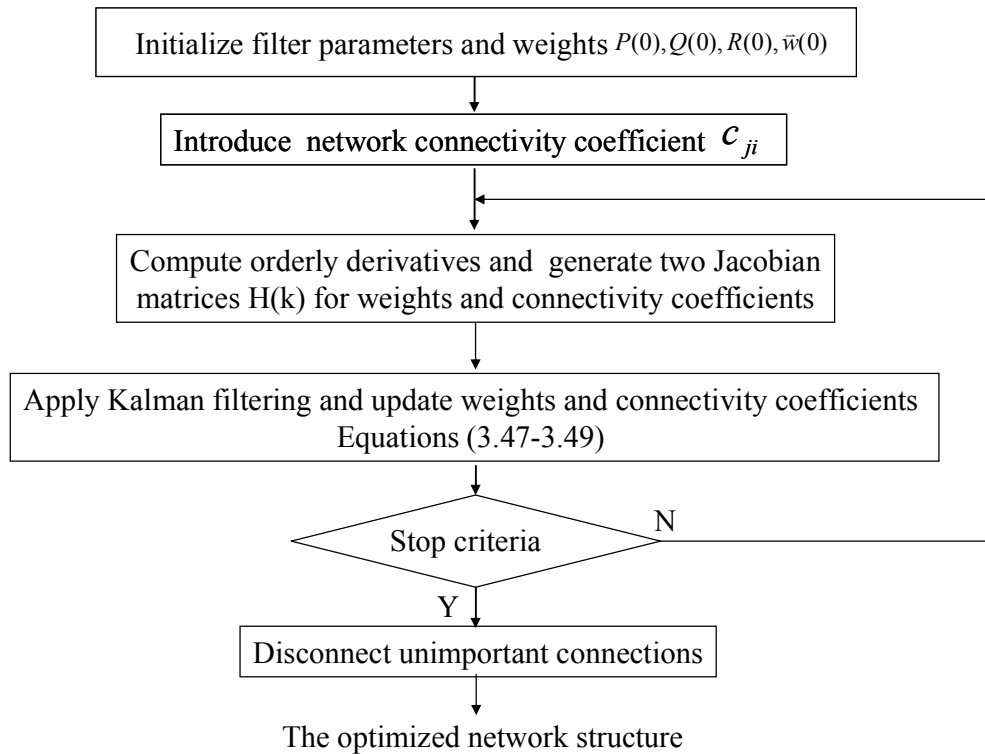 Initialize filter parameters and weights P(0),Q(0),R(0),w̄(0)
Introduce network connectivity coefficient c_ji
Compute orderly derivatives and generate two Jacobian
matrices H(k) for weights and connectivity coefficients
Apply Kalman filtering and update weights and connectivity coefficients
Equations (3.47-3.49)
Stop criteria
N
Y
Disconnect unimportant connections
The optimized network structure